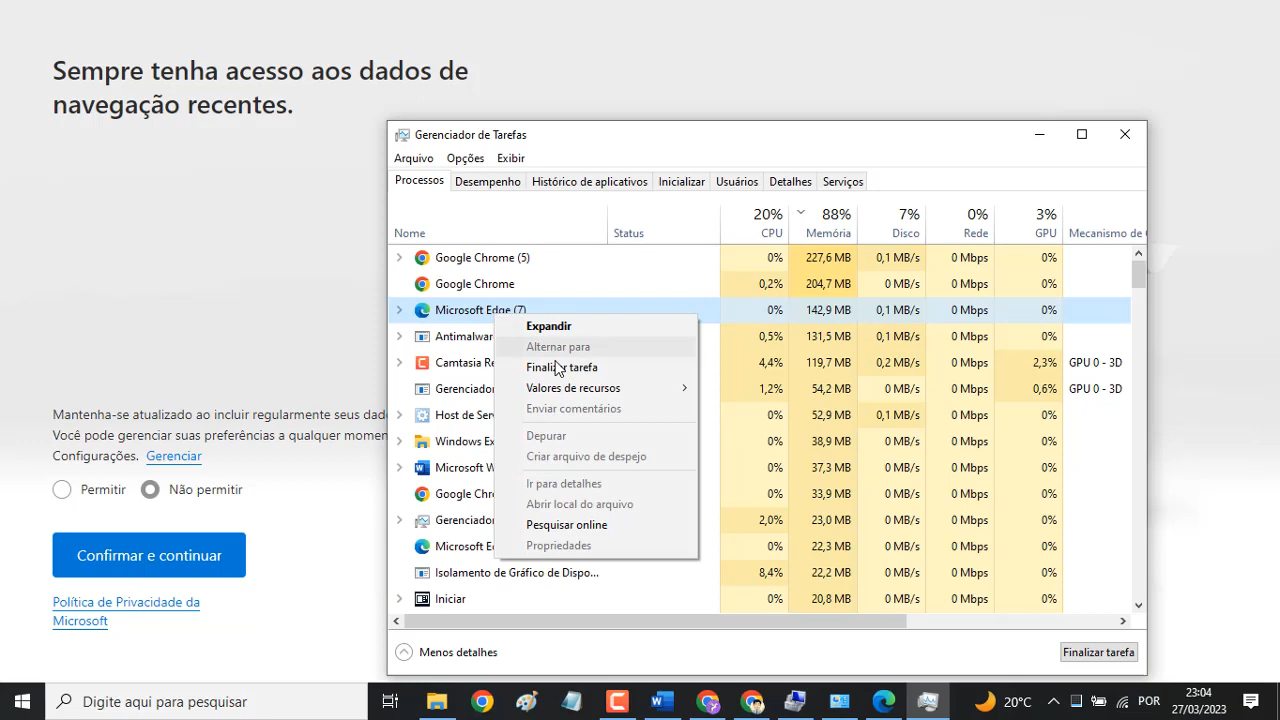 Sempre tenha acesso aos dados de
navegação recentes.
Mantenha-se atualizado ao incluir regularmente seus dado
Você pode gerenciar suas preferências a qualquer momen
Configurações. Gerenciar
Permitir Não permitir
Confirmar e continuar
Política de Privacidade da
Microsoft
Gerenciador de Tarefas
Arquivo Opções Exibir
Processos Desempenho Histórico de aplicativos Inicializar Usuários Detalhes Serviços
20% 88% 7% 0% 3%
Nome Status CPU Memória Disco Rede GPU Mecanismo de G
Google Chrome (5) 0% 227,6 MB 0,1 MB/s 0 Mbps 0%
Google Chrome 0,2% 204,7 MB 0 MB/s 0 Mbps 0%
Microsoft Edge (7) 0% 142,9 MB 0 MB/s 0 Mbps 0%
Antimalwar 0,5% 131,5 MB 0 MB/s 0 Mbps 0%
Camtasia Re 4,4% 119,7 MB 0,2 MB/s 0 Mbps 2,3% GPU 0 - 3D
Gerenciado 1,2% 54,2 MB 0 MB/s 0 Mbps 0,6% GPU 0 - 3D
Host de Ser 0% 52,9 MB 0,1 MB/s 0 Mbps 0%
Windows Ex 0% 38,9 MB 0 MB/s 0 Mbps 0%
Microsoft W 0% 37,3 MB 0 MB/s 0 Mbps 0%
Google Chr 0% 33,9 MB 0 MB/s 0 Mbps 0%
Gerenciado 2,0% 23,0 MB 0 MB/s 0 Mbps 0%
Microsoft E 0% 22,3 MB 0 MB/s 0 Mbps 0%
Isolamento de Gráfico de Dispo... 8,4% 22,2 MB 0 MB/s 0 Mbps 0%
Iniciar 0% 20,8 MB 0 MB/s 0 Mbps 0%
Expandir
Alternar para
Finalizar tarefa
Valores de recursos
Enviar comentários
Depurar
Criar arquivo de despejo
Ir para detalhes
Abrir local do arquivo
Pesquisar online
Propriedades
Menos detalhes Finalizar tarefa
Digite aqui para pesquisar 20°C POR 23:04
27/03/2023